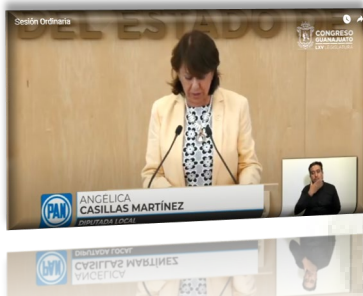 Sesión Ordinaria
DEL ESTADO
CONGRESO
GUANAJUATO
PAN
ANGÉLICA
CASILLAS MARTÍNEZ
DIPUTADA LOCAL